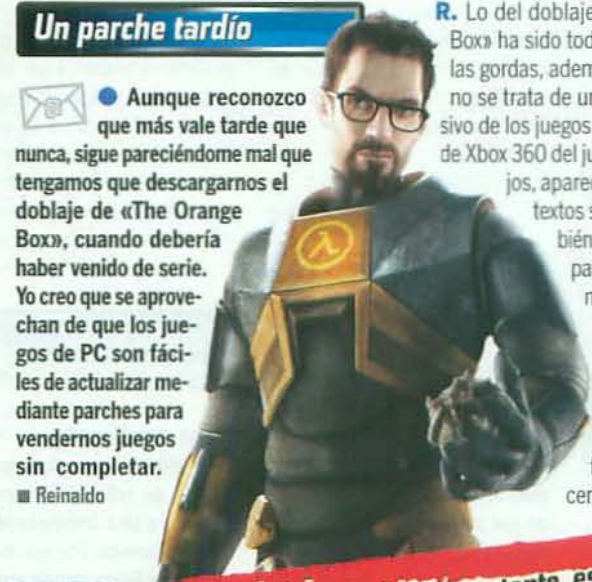 Un parche tardío
● Aunque reconozco
que más vale tarde que
nunca, sigue pareciéndome mal que
tengamos que descargarnos el
doblaje de «The Orange
Box», cuando debería
haber venido de serie.
Yo creo que se aprove-
chan de que los jue-
gos de PC son fáci-
les de actualizar me-
diante parches para
vendernos juegos
sin completar.
■ Reinaldo
R. Lo del doblaje
Box» ha sido tod
las gordas, adem
no se trata de un
sivo de los juegos
de Xbox 360 del ju
jos, aparec
textos s
bién
pa
cen